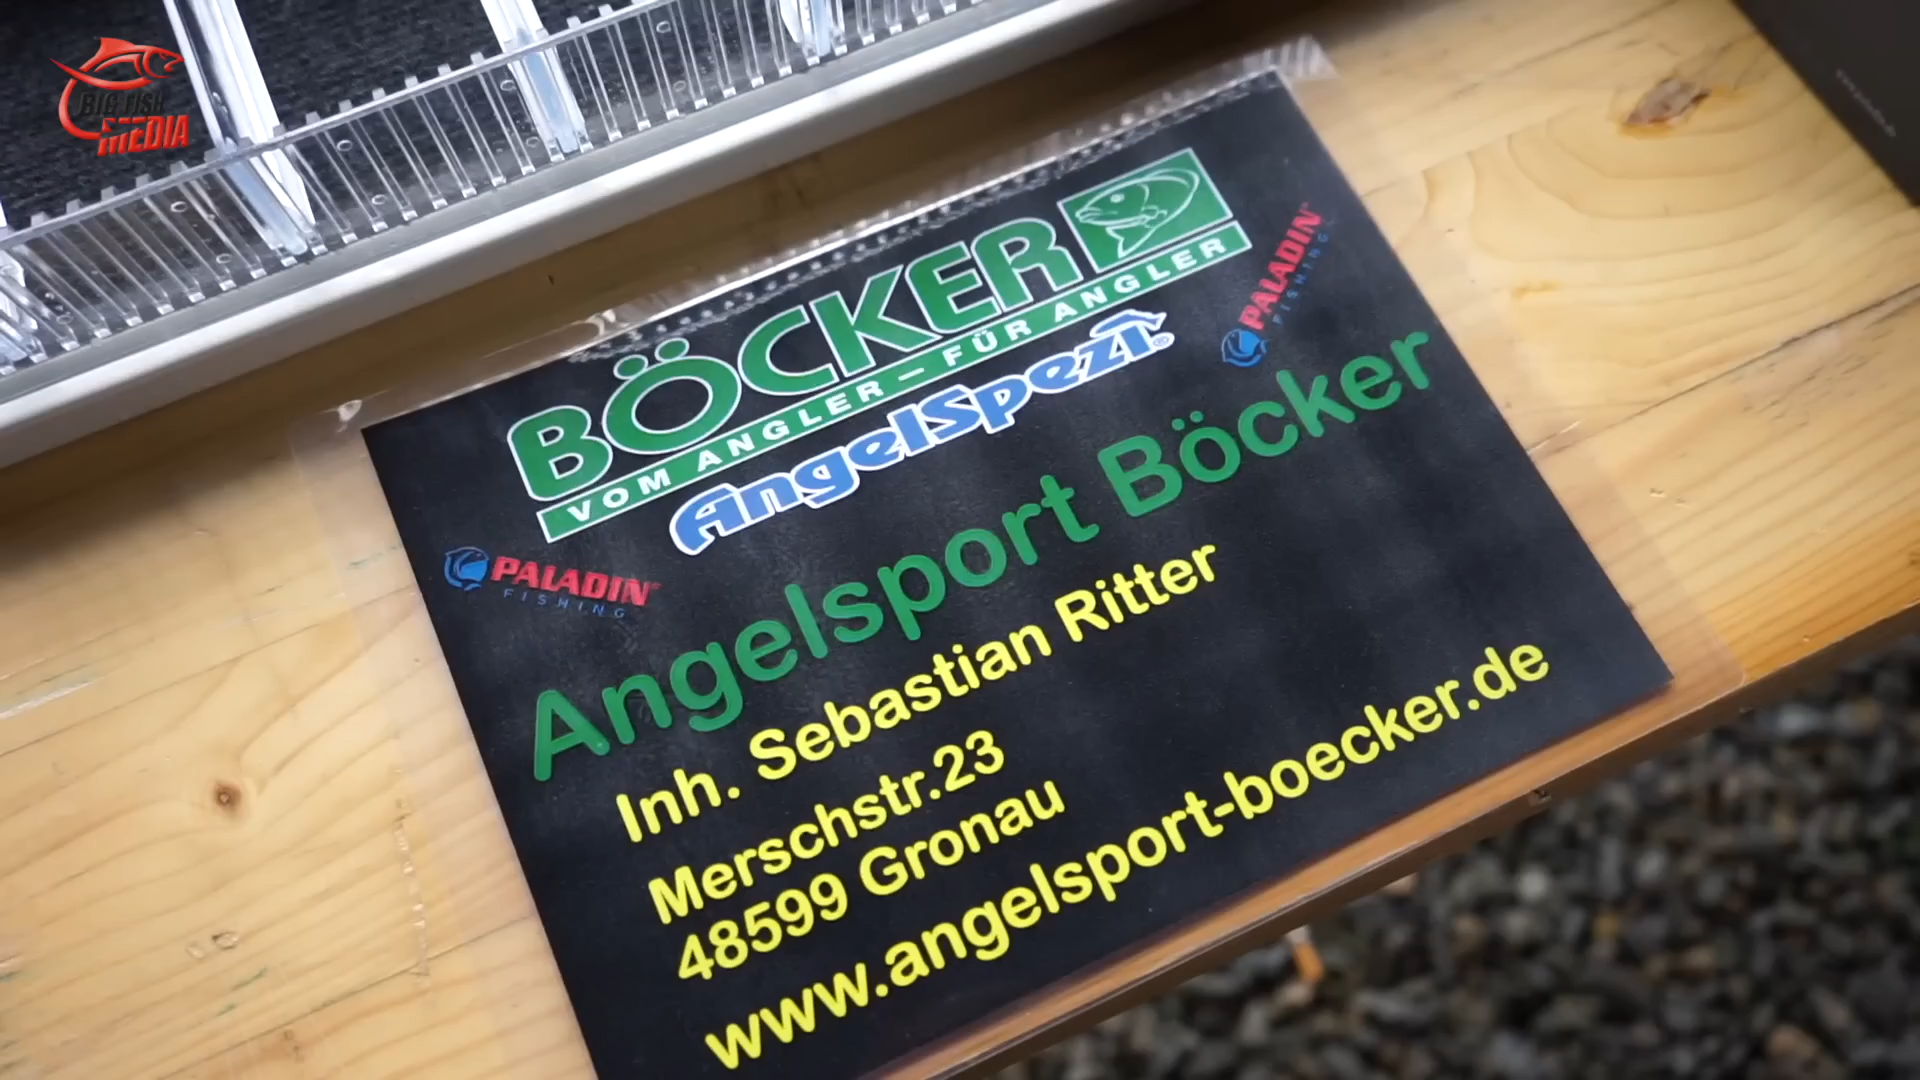 BIG FISH
MEDIA
BÖCKER
VOM ANGLER – FÜR ANGLER
AngelSpezi®
PALADIN
FISHING
PALADIN
FISHING
Angelsport Böcker
Inh. Sebastian Ritter
Merschstr.23
48599 Gronau
www.angelsport-boecker.de